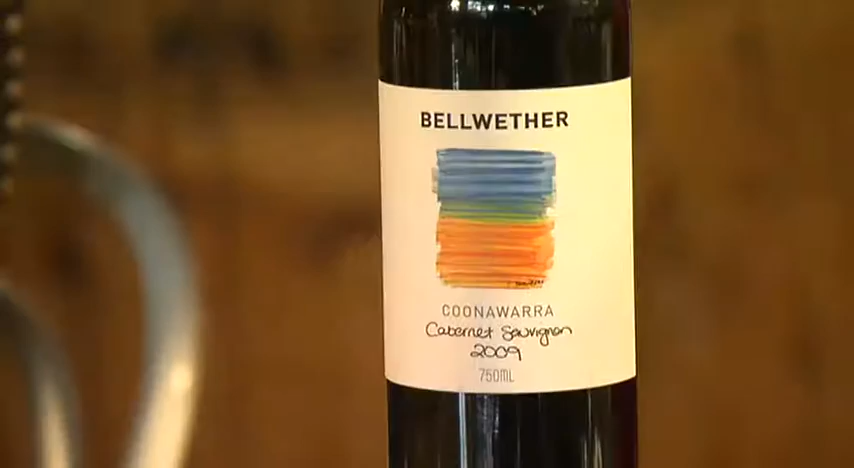 BELLWETHER
COONAWARRA
Cabernet Sauvignon
2009
750ML